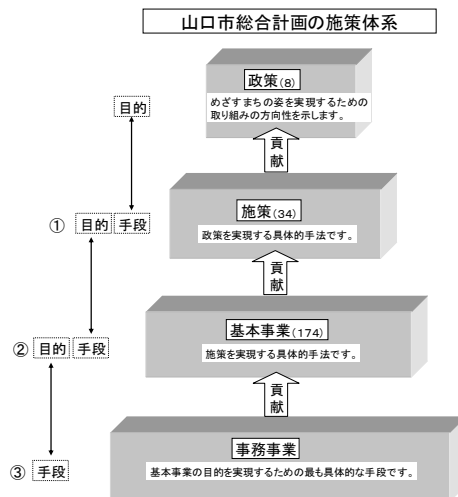 山口市総合計画の施策体系
政策(8)
めざすまちの姿を実現するための
取り組みの方向性を示します。
目的
貢
献
施策(34)
政策を実現する具体的手法です。
① 目的 手段
貢
献
基本事業(174)
施策を実現する具体的手法です。
② 目的 手段
貢
献
事務事業
基本事業の目的を実現するための最も具体的な手段です。
③ 手段